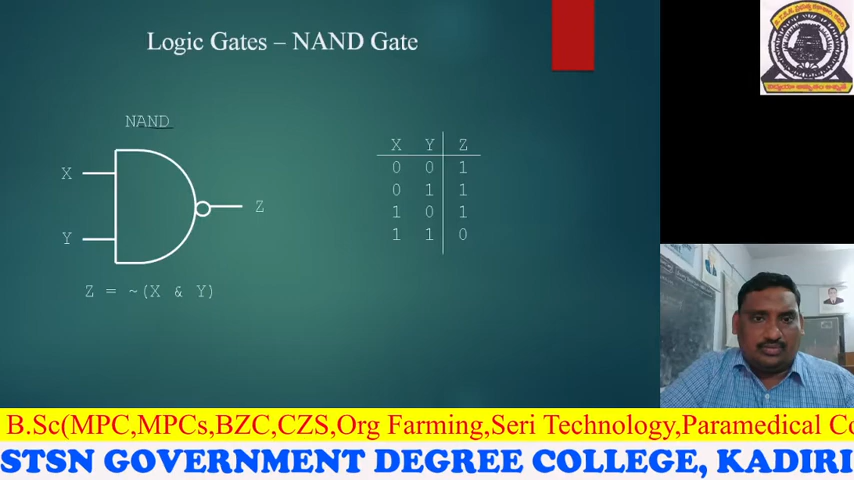 Logic Gates – NAND Gate
NAND
X
Y
Z
Z = ~(X & Y)
X Y Z
0 0 1
0 1 1
1 0 1
1 1 0
B.Sc(MPC,MPCs,BZC,CZS,Org Farming,Seri Technology,Paramedical Co
STSN GOVERNMENT DEGREE COLLEGE, KADIRI